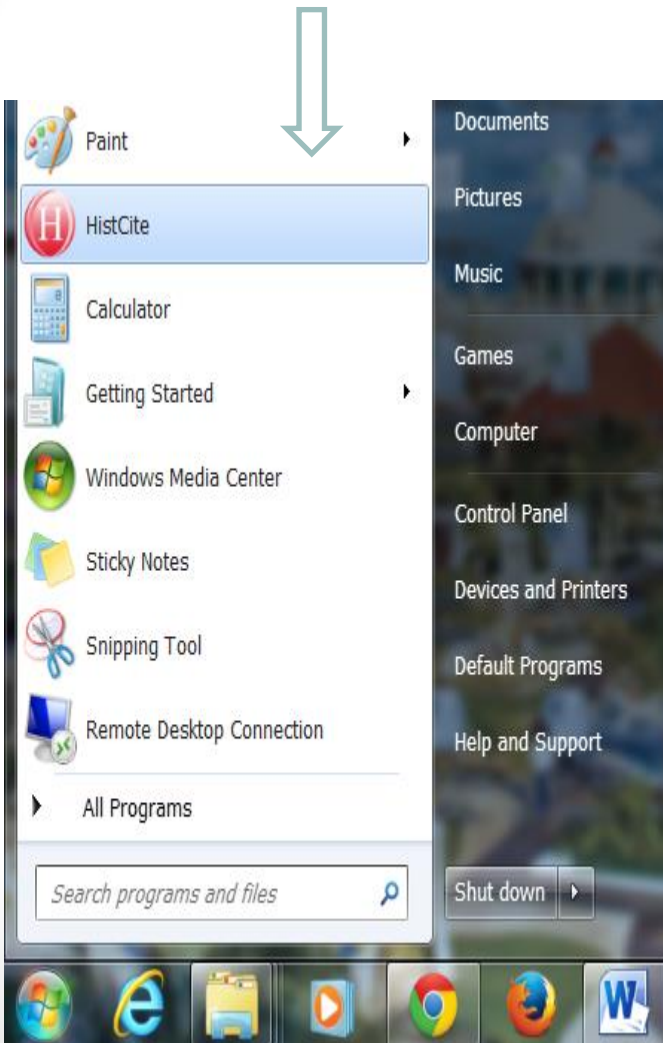 Paint
HistCite
Calculator
Getting Started
Windows Media Center
Sticky Notes
Snipping Tool
Remote Desktop Connection
All Programs
Search programs and files
Documents
Pictures
Music
Games
Computer
Control Panel
Devices and Printers
Default Programs
Help and Support
Shut down